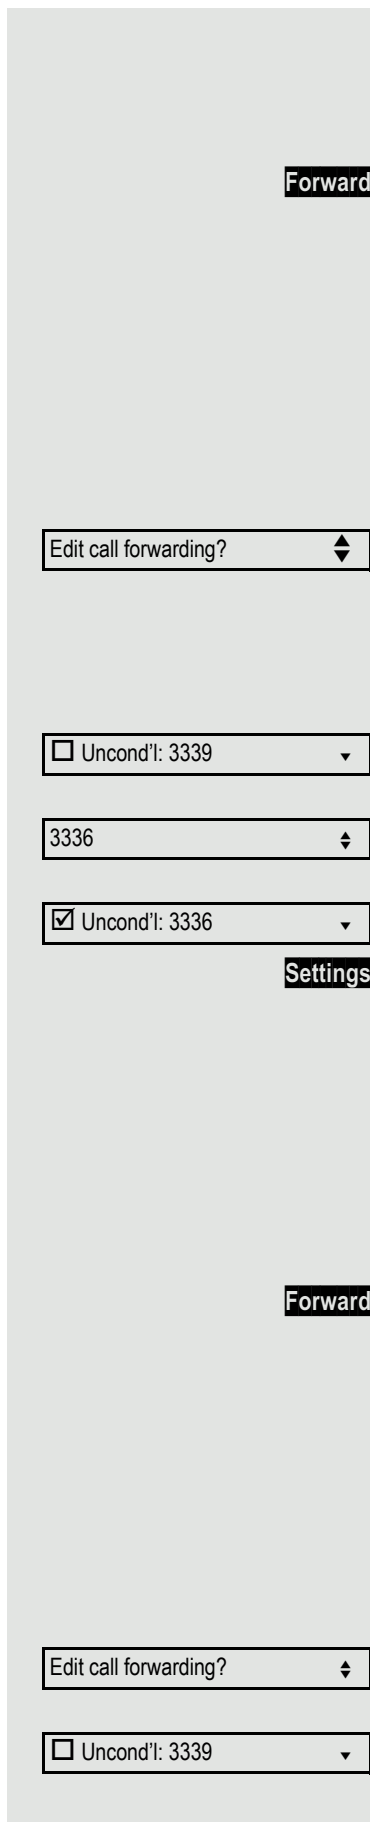 Forward
Edit call forwarding?
☐ Uncond’l: 3339
3336
☑ Uncond’l: 3336
Settings
Forward
Edit call forwarding?
☐ Uncond’l: 3339